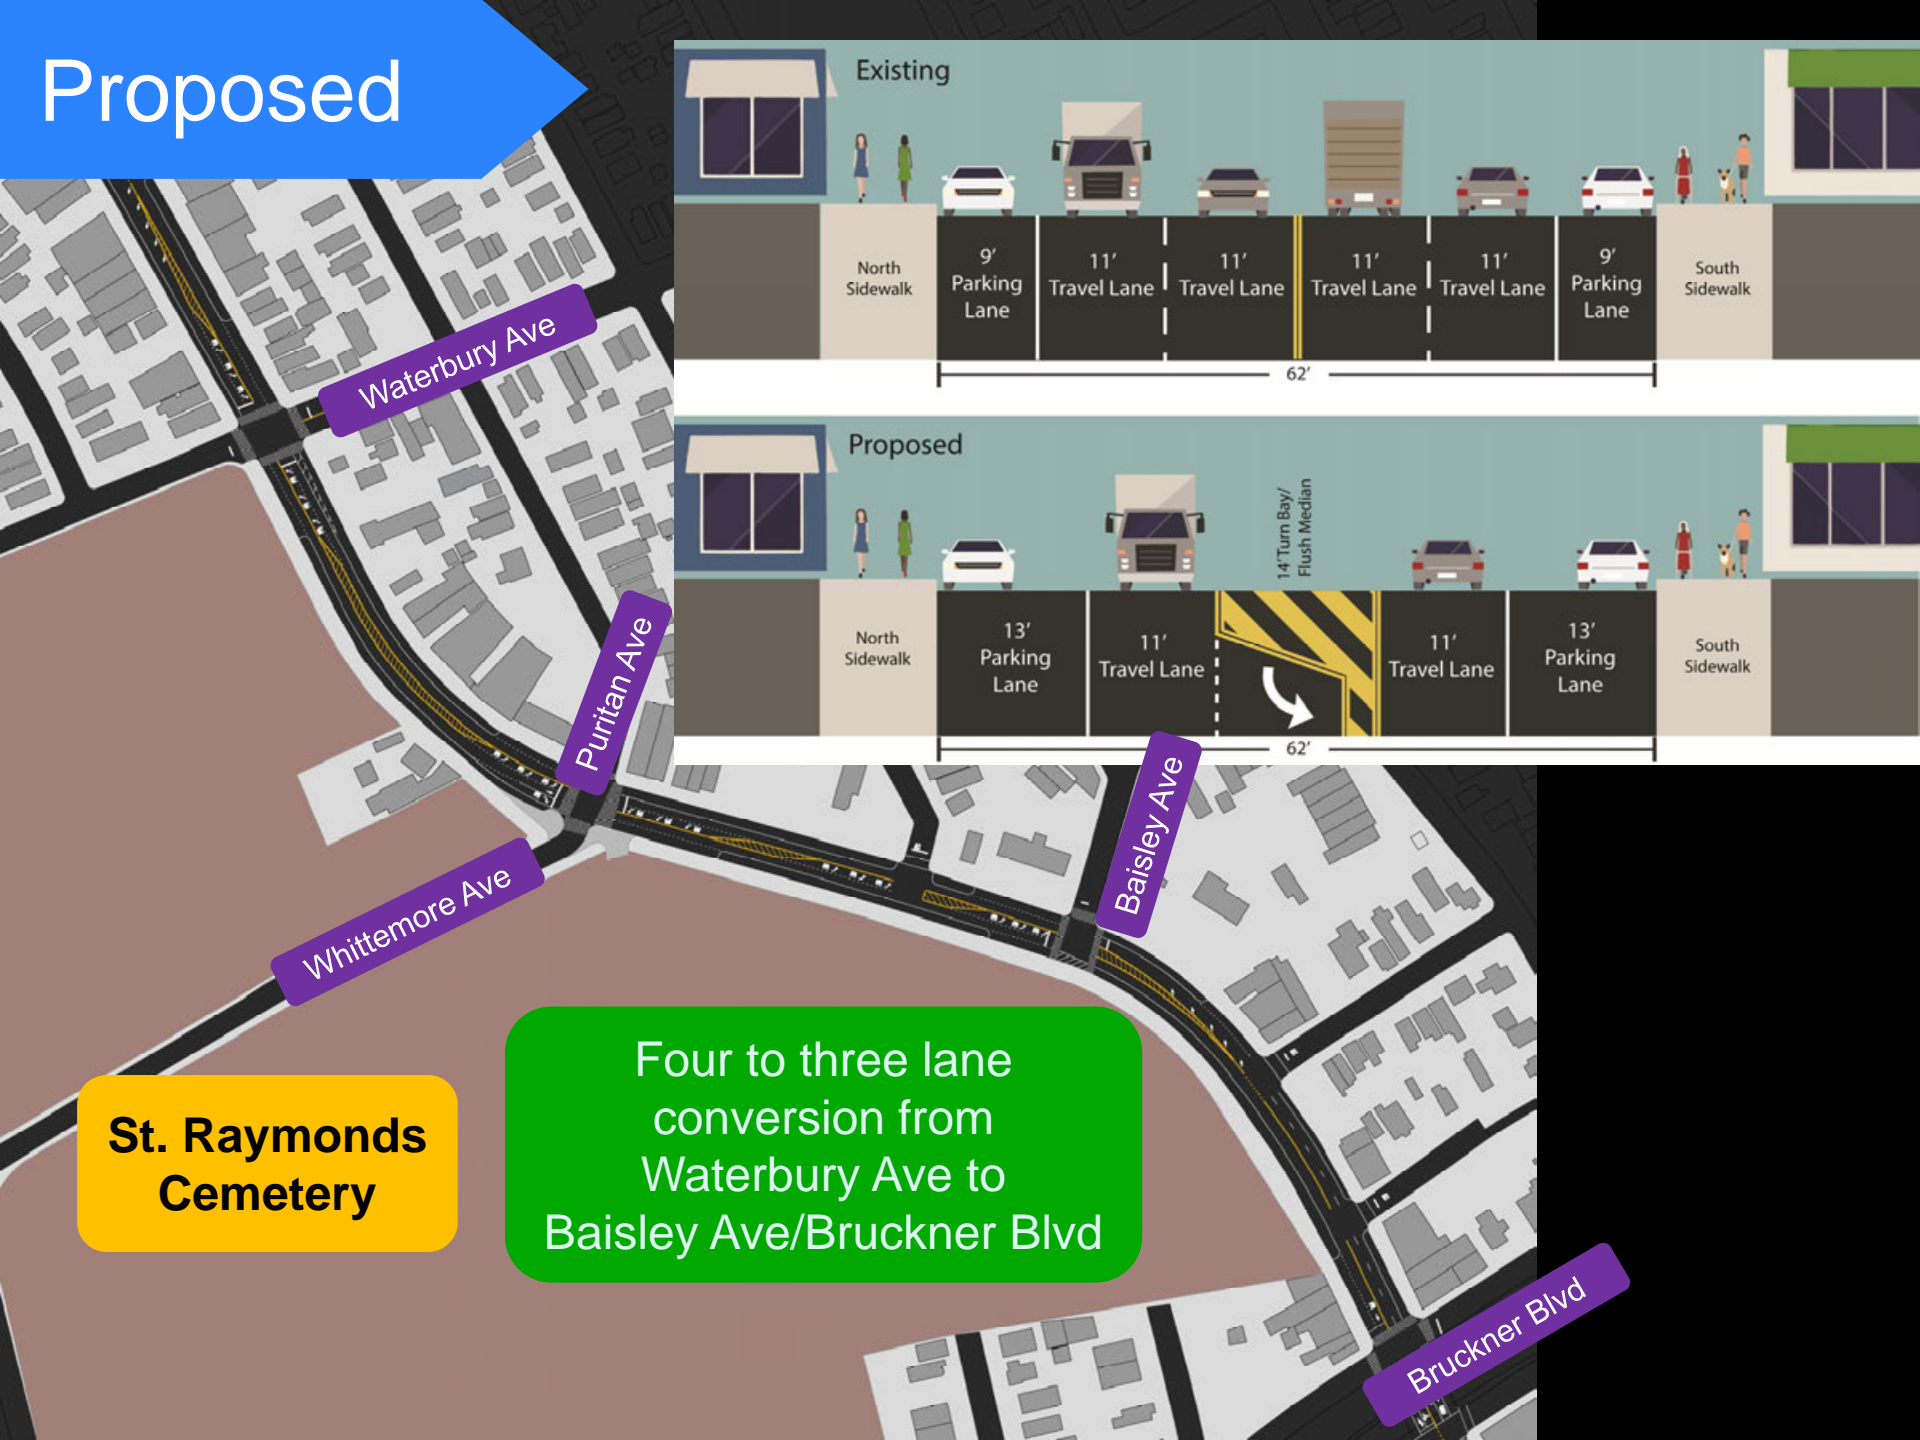 Proposed
Existing
North
Sidewalk
9′
Parking
Lane
11′
Travel Lane
11′
Travel Lane
11′
Travel Lane
11′
Travel Lane
9′
Parking
Lane
South
Sidewalk
62′
Proposed
14′ Turn Bay/
Flush Median
North
Sidewalk
13′
Parking
Lane
11′
Travel Lane
11′
Travel Lane
13′
Parking
Lane
South
Sidewalk
62′
Waterbury Ave
Puritan Ave
Baisley Ave
Whittemore Ave
St. Raymonds
Cemetery
Four to three lane
conversion from
Waterbury Ave to
Baisley Ave/Bruckner Blvd
Bruckner Blvd